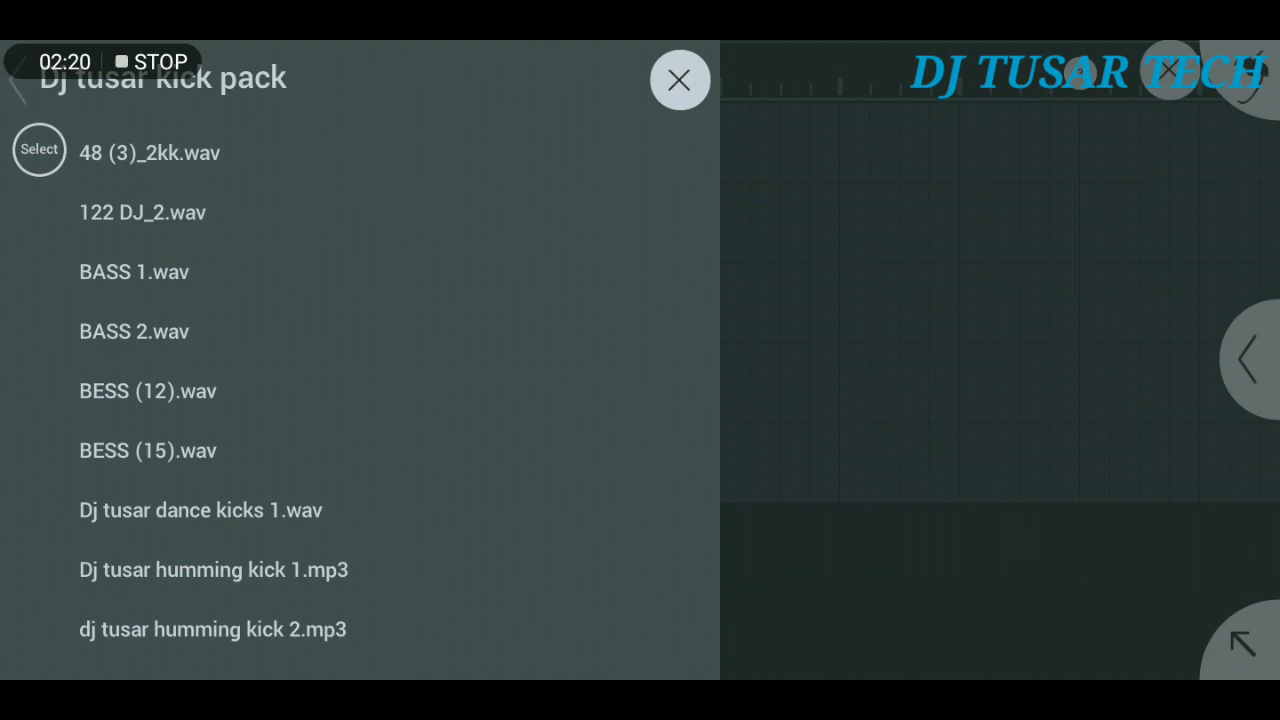 02:20 STOP
Dj tusar kick pack
DJ TUSAR TECH
Select
48 (3)_2kk.wav
122 DJ_2.wav
BASS 1.wav
BASS 2.wav
BESS (12).wav
BESS (15).wav
Dj tusar dance kicks 1.wav
Dj tusar humming kick 1.mp3
dj tusar humming kick 2.mp3